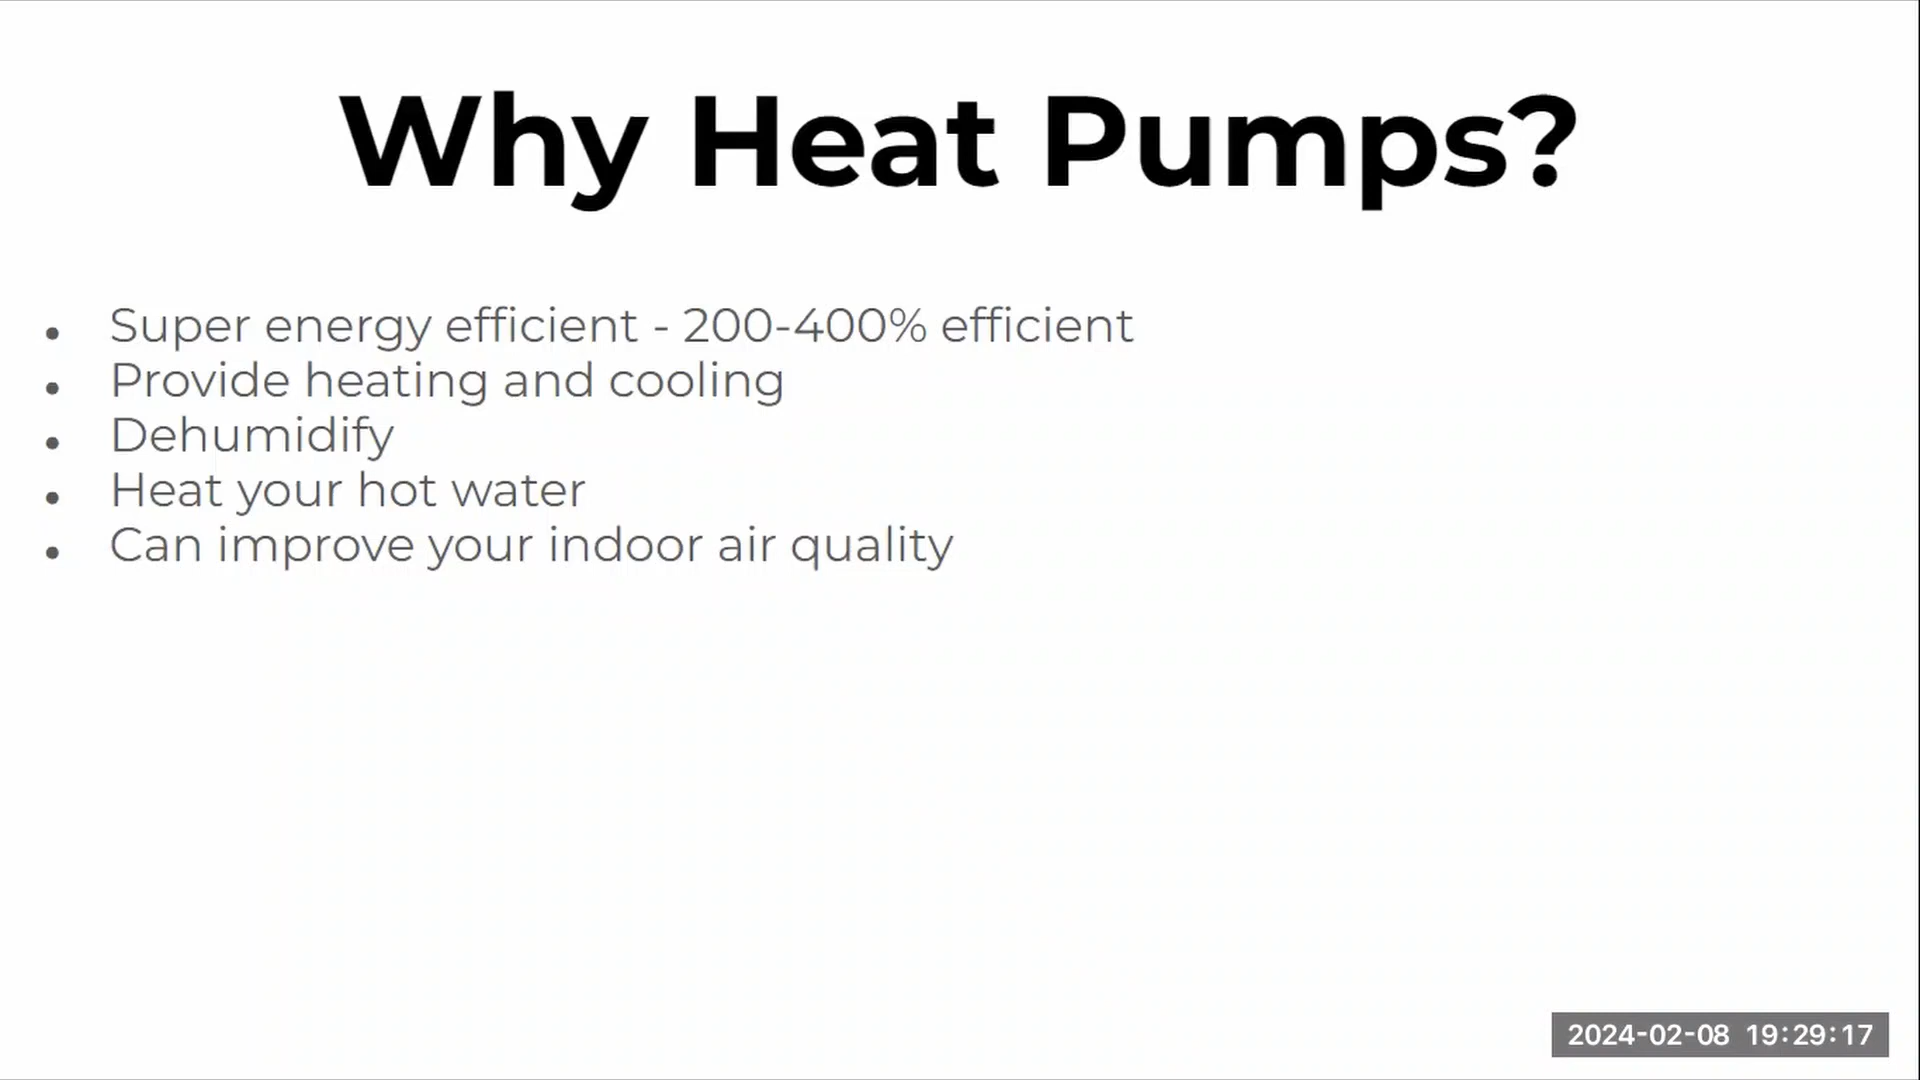 Why Heat Pumps?
• Super energy efficient - 200-400% efficient
• Provide heating and cooling
• Dehumidify
• Heat your hot water
• Can improve your indoor air quality
2024-02-08 19:29:17